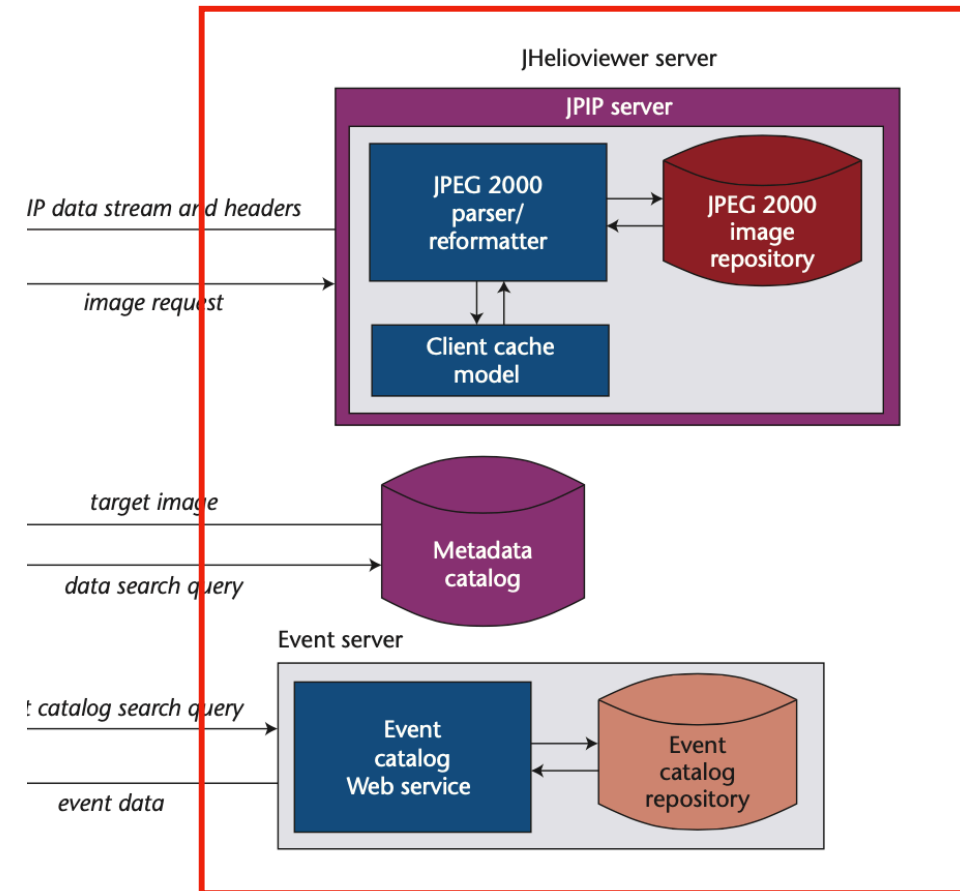 JHelioviewer server
JPIP server
JPEG 2000
parser/
reformatter
JPEG 2000
image
repository
IP data stream and headers
image request
Client cache
model
target image
Metadata
catalog
data search query
Event server
t catalog search query
Event
catalog
Web service
Event
catalog
repository
event data